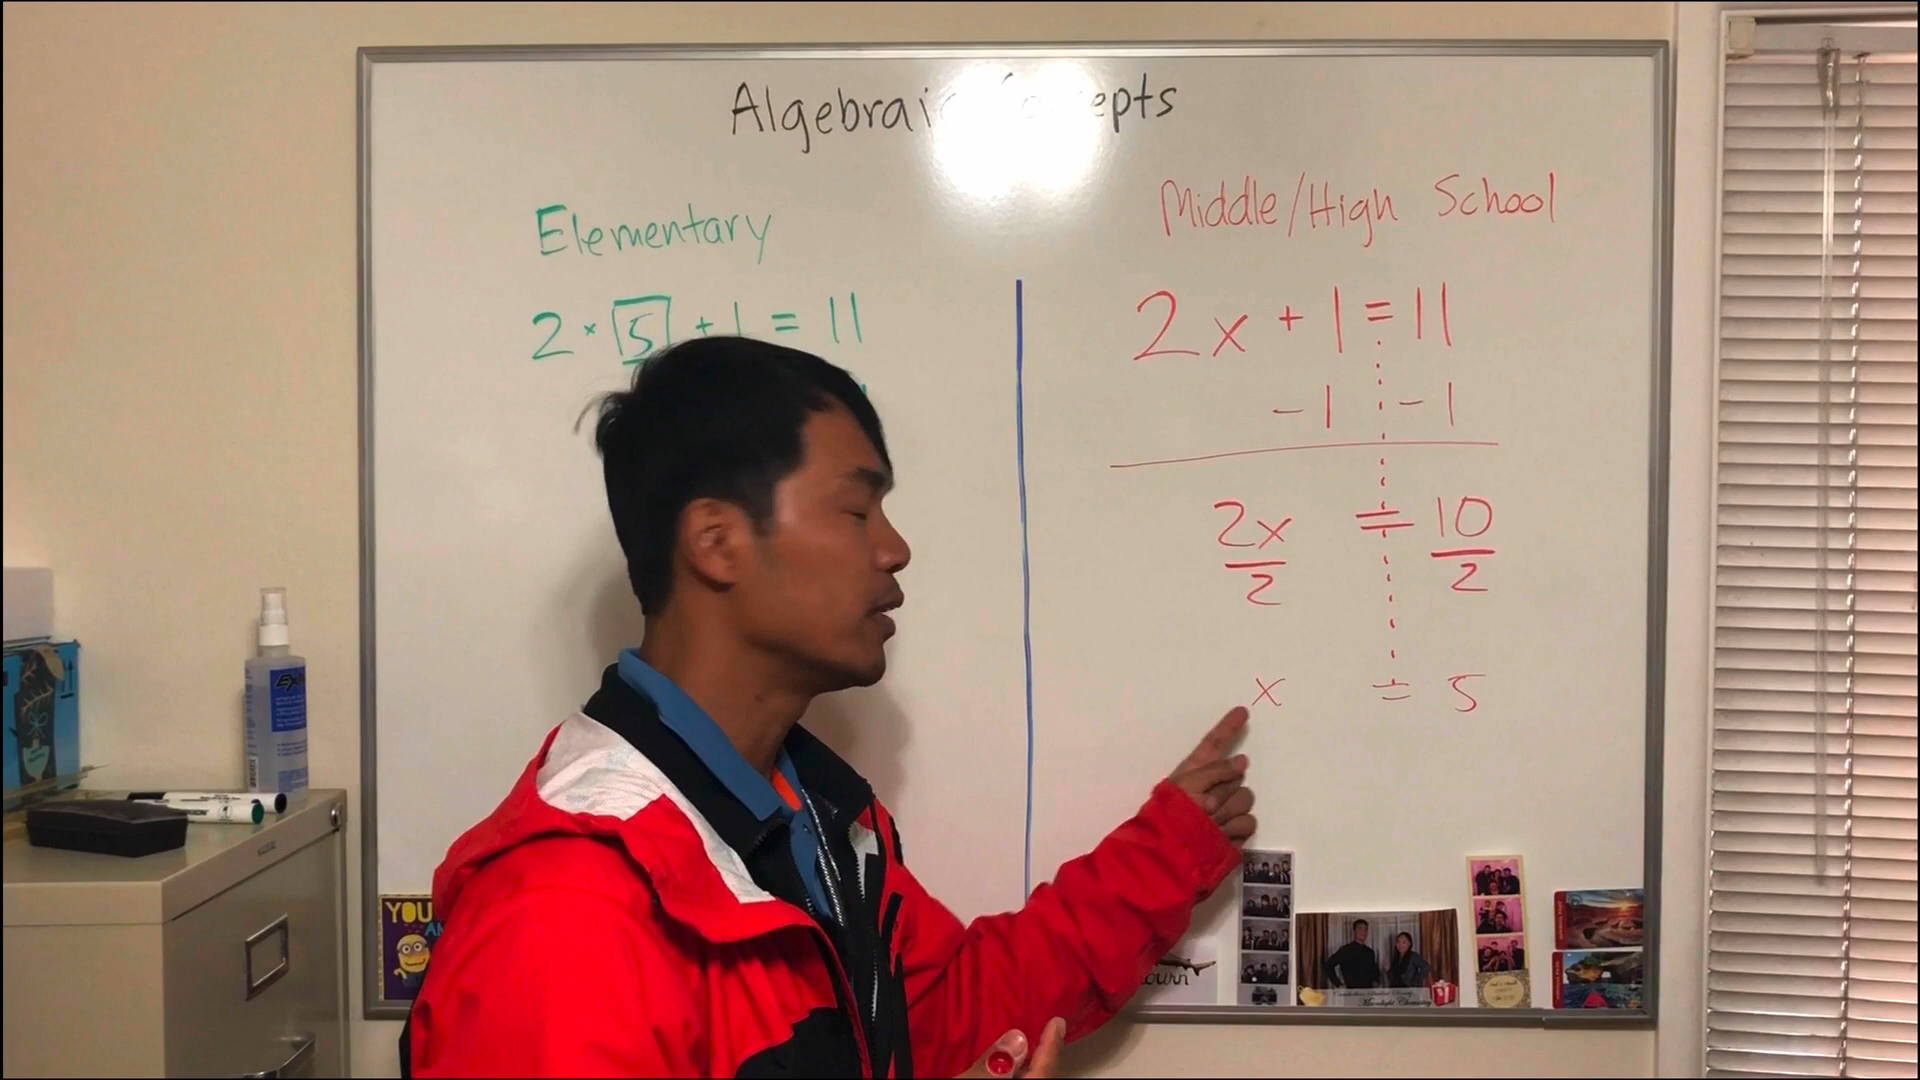 Algebraic Concepts
Elementary
2 × 5 + 1 = 11
Middle/High School
2x + 1 = 11
-1 -1
2x = 10
2 2
x = 5
YOU